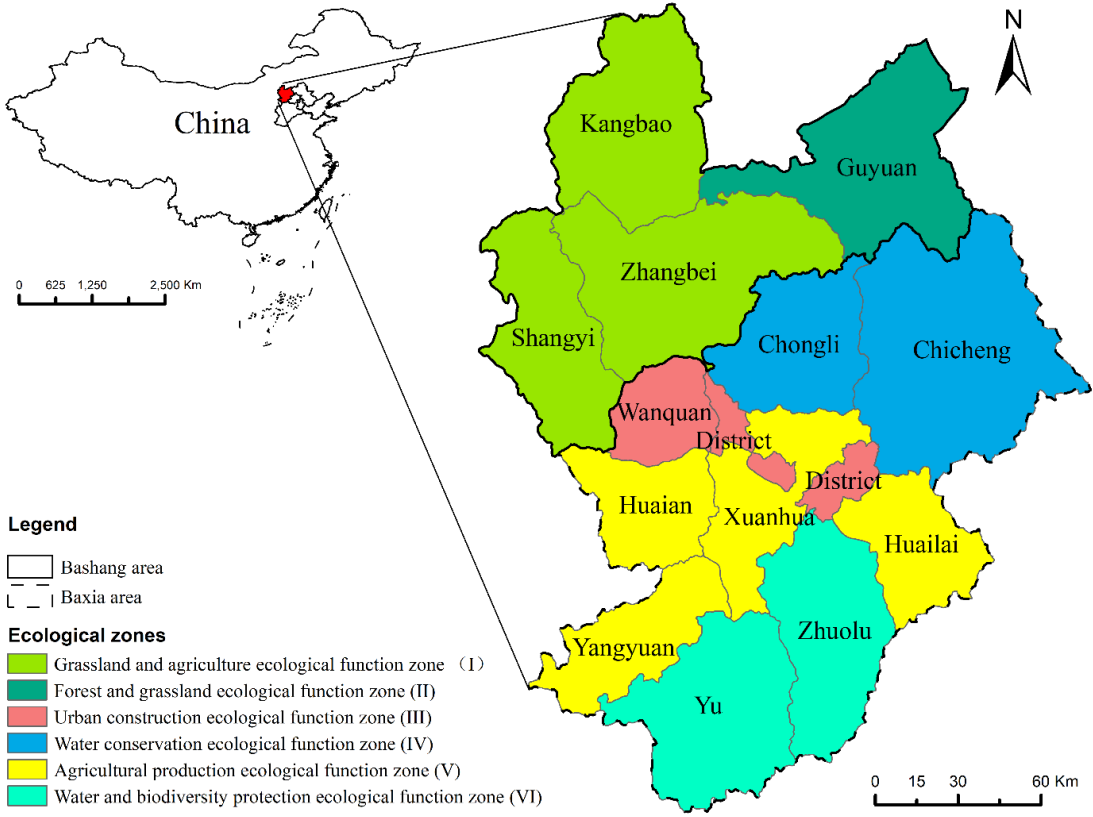 N
China
0 625 1,250 2,500 Km
Kangbao
Guyuan
Zhangbei
Shangyi
Chongli
Chicheng
Wanquan
District
District
Huaian
Xuanhua
Huailai
Zhuolu
Yangyuan
Yu
Legend
Bashang area
Baxia area
Ecological zones
Grassland and agriculture ecological function zone （I）
Forest and grassland ecological function zone (II)
Urban construction ecological function zone (III)
Water conservation ecological function zone (IV)
Agricultural production ecological function zone (V)
Water and biodiversity protection ecological function zone (VI)
0 15 30 60 Km